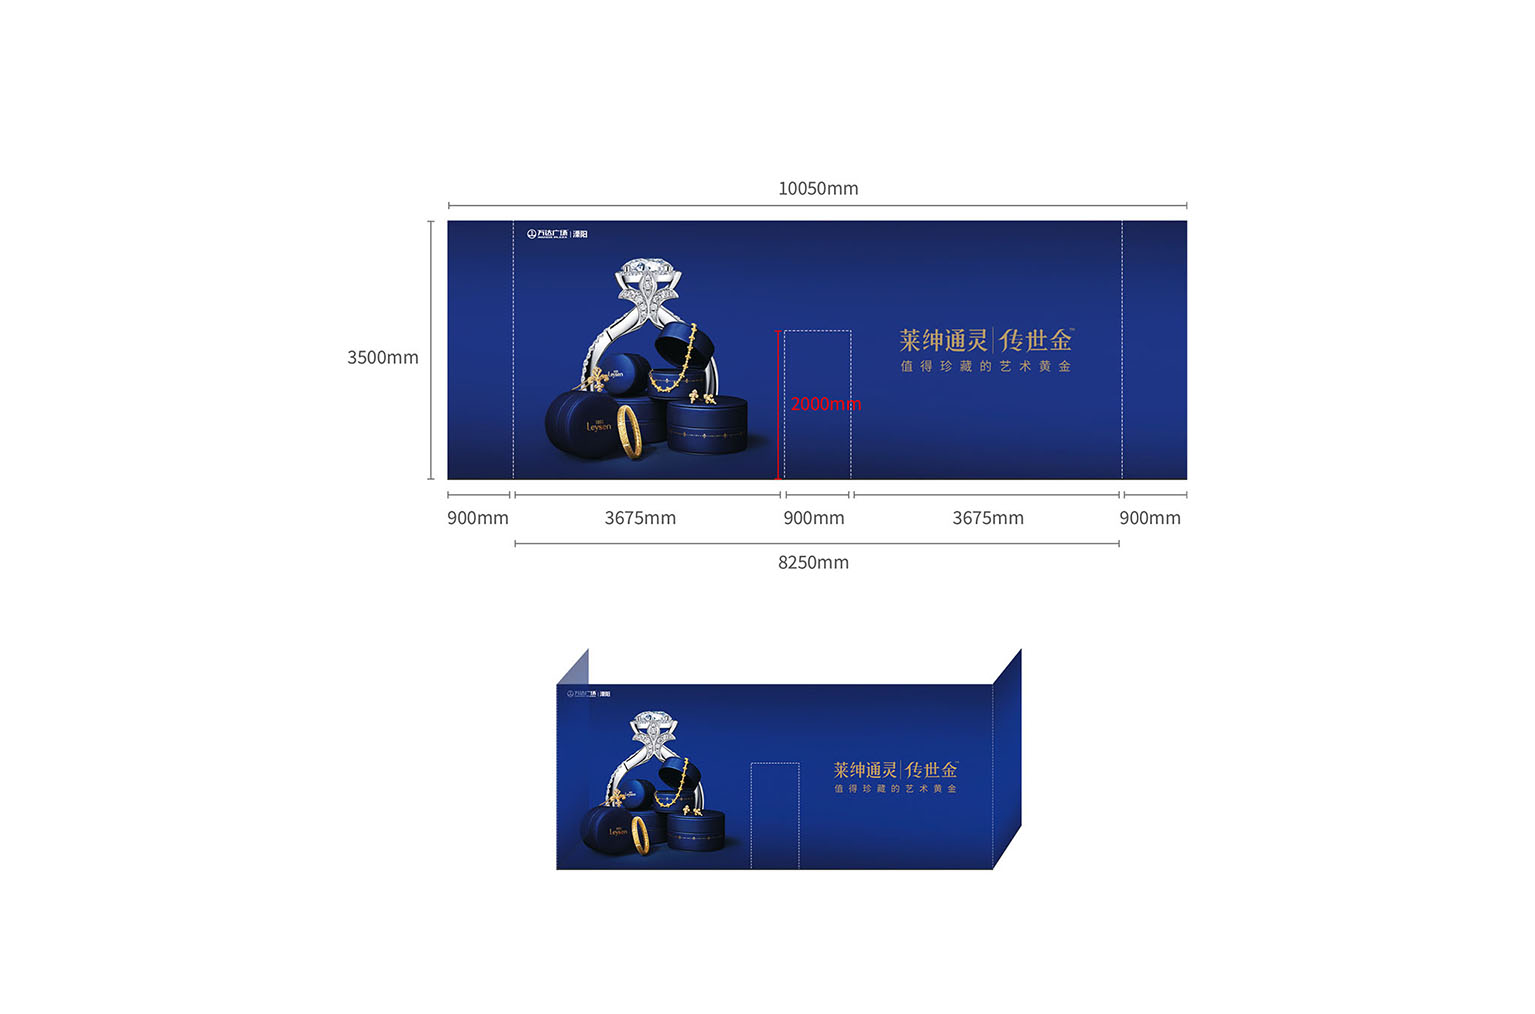 10050mm
万达广场 | 溧阳
3500mm
莱绅通灵 | 传世金™
值得珍藏的艺术黄金
Leysen
2000mm
Leysen
900mm
3675mm
900mm
3675mm
900mm
8250mm
万达广场 | 溧阳
莱绅通灵 | 传世金
值得珍藏的艺术黄金
Leysen